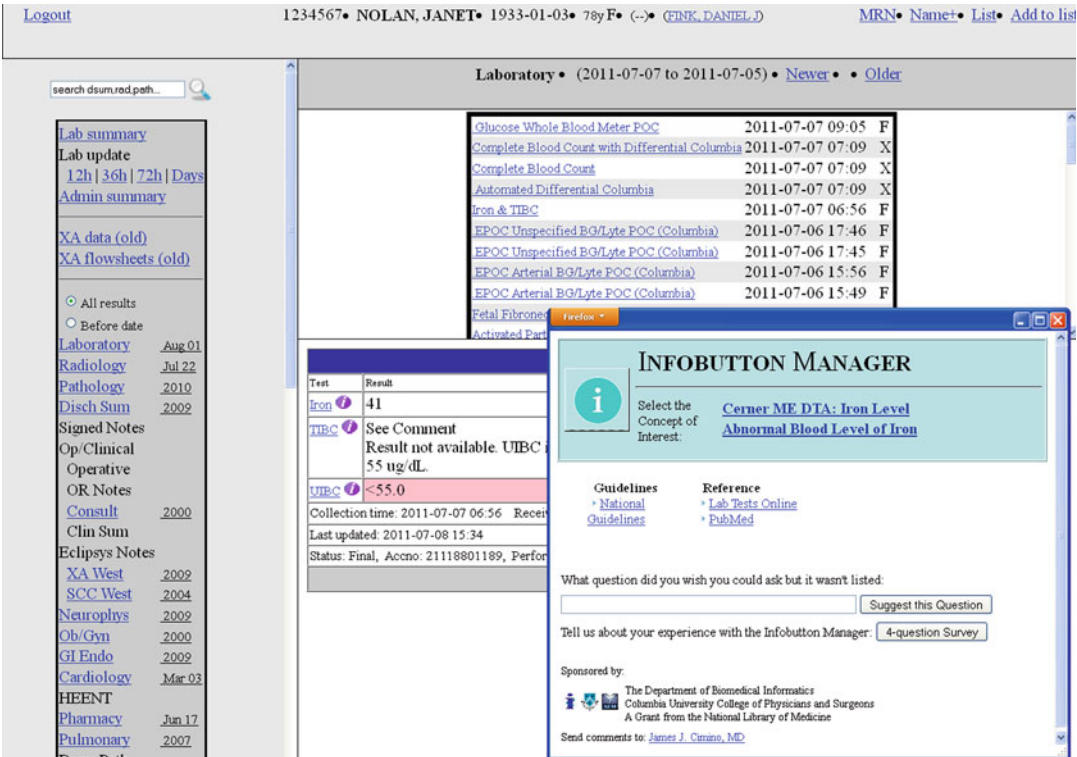 Logout 1234567• NOLAN, JANET• 1933-01-03• 78y F• (--)• (FINK, DANIEL J) MRN• Name+• List• Add to list
search dsum,rad,path...
Lab summary
Lab update
12h | 36h | 72h | Days
Admin summary
XA data (old)
XA flowsheets (old)
All results
Before date
Laboratory Aug 01
Radiology Jul 22
Pathology 2010
Disch Sum 2009
Signed Notes
Op/Clinical
Operative
OR Notes
Consult 2000
Clin Sum
Eclipsys Notes
XA West 2009
SCC West 2004
Neurophys 2009
Ob/Gyn 2000
GI Endo 2009
Cardiology Mar 03
HEENT
Pharmacy Jun 17
Pulmonary 2007
Laboratory • (2011-07-07 to 2011-07-05) • Newer • • Older
Glucose Whole Blood Meter POC 2011-07-07 09:05 F
Complete Blood Count with Differential Columbia 2011-07-07 07:09 X
Complete Blood Count 2011-07-07 07:09 X
Automated Differential Columbia 2011-07-07 07:09 X
Iron & TIBC 2011-07-07 06:56 F
EPOC Unspecified BG/Lyte POC (Columbia) 2011-07-06 17:46 F
EPOC Unspecified BG/Lyte POC (Columbia) 2011-07-06 17:45 F
EPOC Arterial BG/Lyte POC (Columbia) 2011-07-06 15:56 F
EPOC Arterial BG/Lyte POC (Columbia) 2011-07-06 15:49 F
Fetal Fibronec
Activated Part
Test Result
Iron i 41
TIBC i See Comment
Result not available. UIBC i
55 ug/dL.
UIBC i <55.0
Collection time: 2011-07-07 06:56 Recei
Last updated: 2011-07-08 15:34
Status: Final, Accno: 21118801189, Perfor
Firefox
INFOBUTTON MANAGER
i
Select the
Concept of
Interest:
Cerner ME DTA: Iron Level
Abnormal Blood Level of Iron
Guidelines
National
Guidelines
Reference
Lab Tests Online
PubMed
What question did you wish you could ask but it wasn't listed:
Suggest this Question
Tell us about your experience with the Infobutton Manager: 4-question Survey
Sponsored by:
The Department of Biomedical Informatics
Columbia University College of Physicians and Surgeons
A Grant from the National Library of Medicine
Send comments to: James J. Cimino, MD